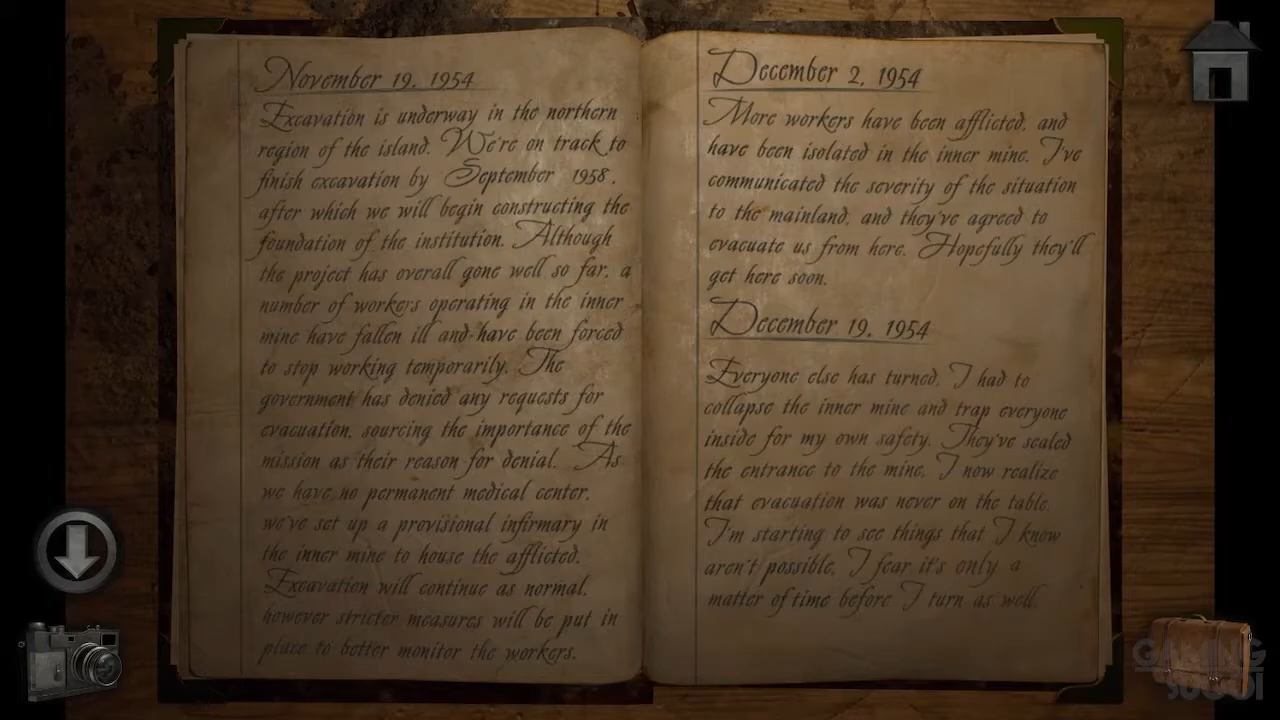 November 19, 1954
Excavation is underway in the northern
region of the island. We're on track to
finish excavation by September 1958,
after which we will begin constructing the
foundation of the institution. Although
the project has overall gone well so far, a
number of workers operating in the inner
mine have fallen ill and have been forced
to stop working temporarily. The
government has denied any requests for
evacuation, sourcing the importance of the
mission as their reason for denial. As
we have no permanent medical center,
we've set up a provisional infirmary in
the inner mine to house the afflicted.
Excavation will continue as normal,
however stricter measures will be put in
place to better monitor the workers.
December 2, 1954
More workers have been afflicted, and
have been isolated in the inner mine. I've
communicated the severity of the situation
to the mainland, and they've agreed to
evacuate us from here. Hopefully they'll
get here soon.
December 19, 1954
Everyone else has turned. I had to
collapse the inner mine and trap everyone
inside for my own safety. They've sealed
the entrance to the mine. I now realize
that evacuation was never on the table.
I'm starting to see things that I know
aren't possible. I fear it's only a
matter of time before I turn as well.
GAMING